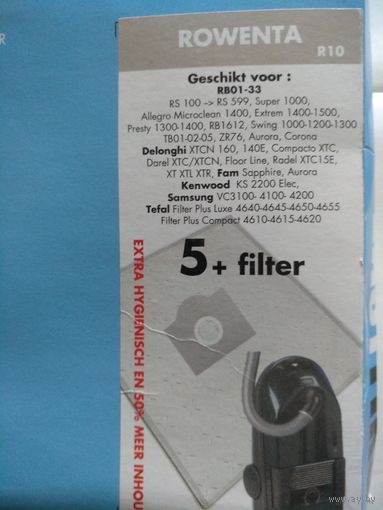 R
ROWENTA
R10
Geschikt voor :
RB01-33
RS 100 -> RS 599, Super 1000,
Allegro Microclean 1400, Extrem 1400-1500,
Presty 1300-1400, RB1612, Swing 1000-1200-1300
TB01-02-05, ZR76, Aurora, Corona
Delonghi XTCN 160, 140E, Compacto XTC,
Darel XTC/XTCN, Floor Line, Radel XTC15E,
XT XTL XTR, Fam Sapphire, Aurora
Kenwood KS 2200 Elec,
Samsung VC3100- 4100- 4200
Tefal Filter Plus Luxe 4640-4645-4650-4655
Filter Plus Compact 4610-4615-4620
5 + filter
EXTRA HYGIENISCH EN 50% MEER INHOU
www.ay.by